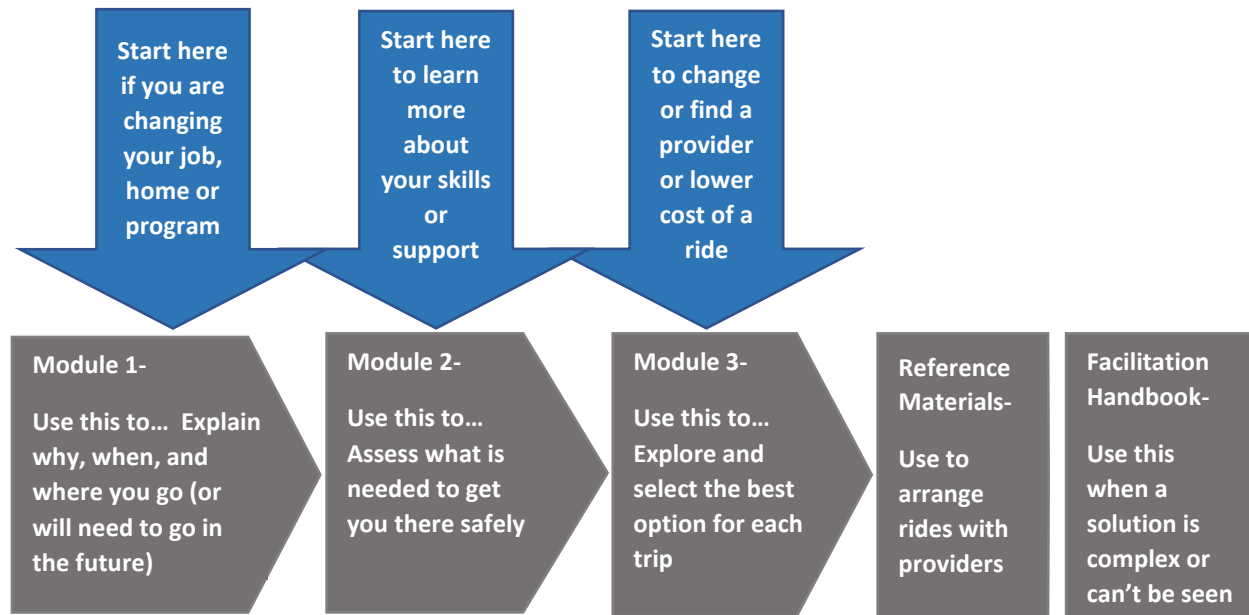 Start here
if you are
changing
your job,
home or
program
Start here
to learn
more
about
your skills
or
support
Start here
to change
or find a
provider
or lower
cost of a
ride
Module 1-
Use this to…  Explain
why, when, and
where you go (or
will need to go in
the future)
Module 2-
Use this to…
Assess what is
needed to get
you there safely
Module 3-
Use this to…
Explore and
select the best
option for each
trip
Reference
Materials-
Use to
arrange
rides with
providers
Facilitation
Handbook-
Use this
when a
solution is
complex or
can’t be seen